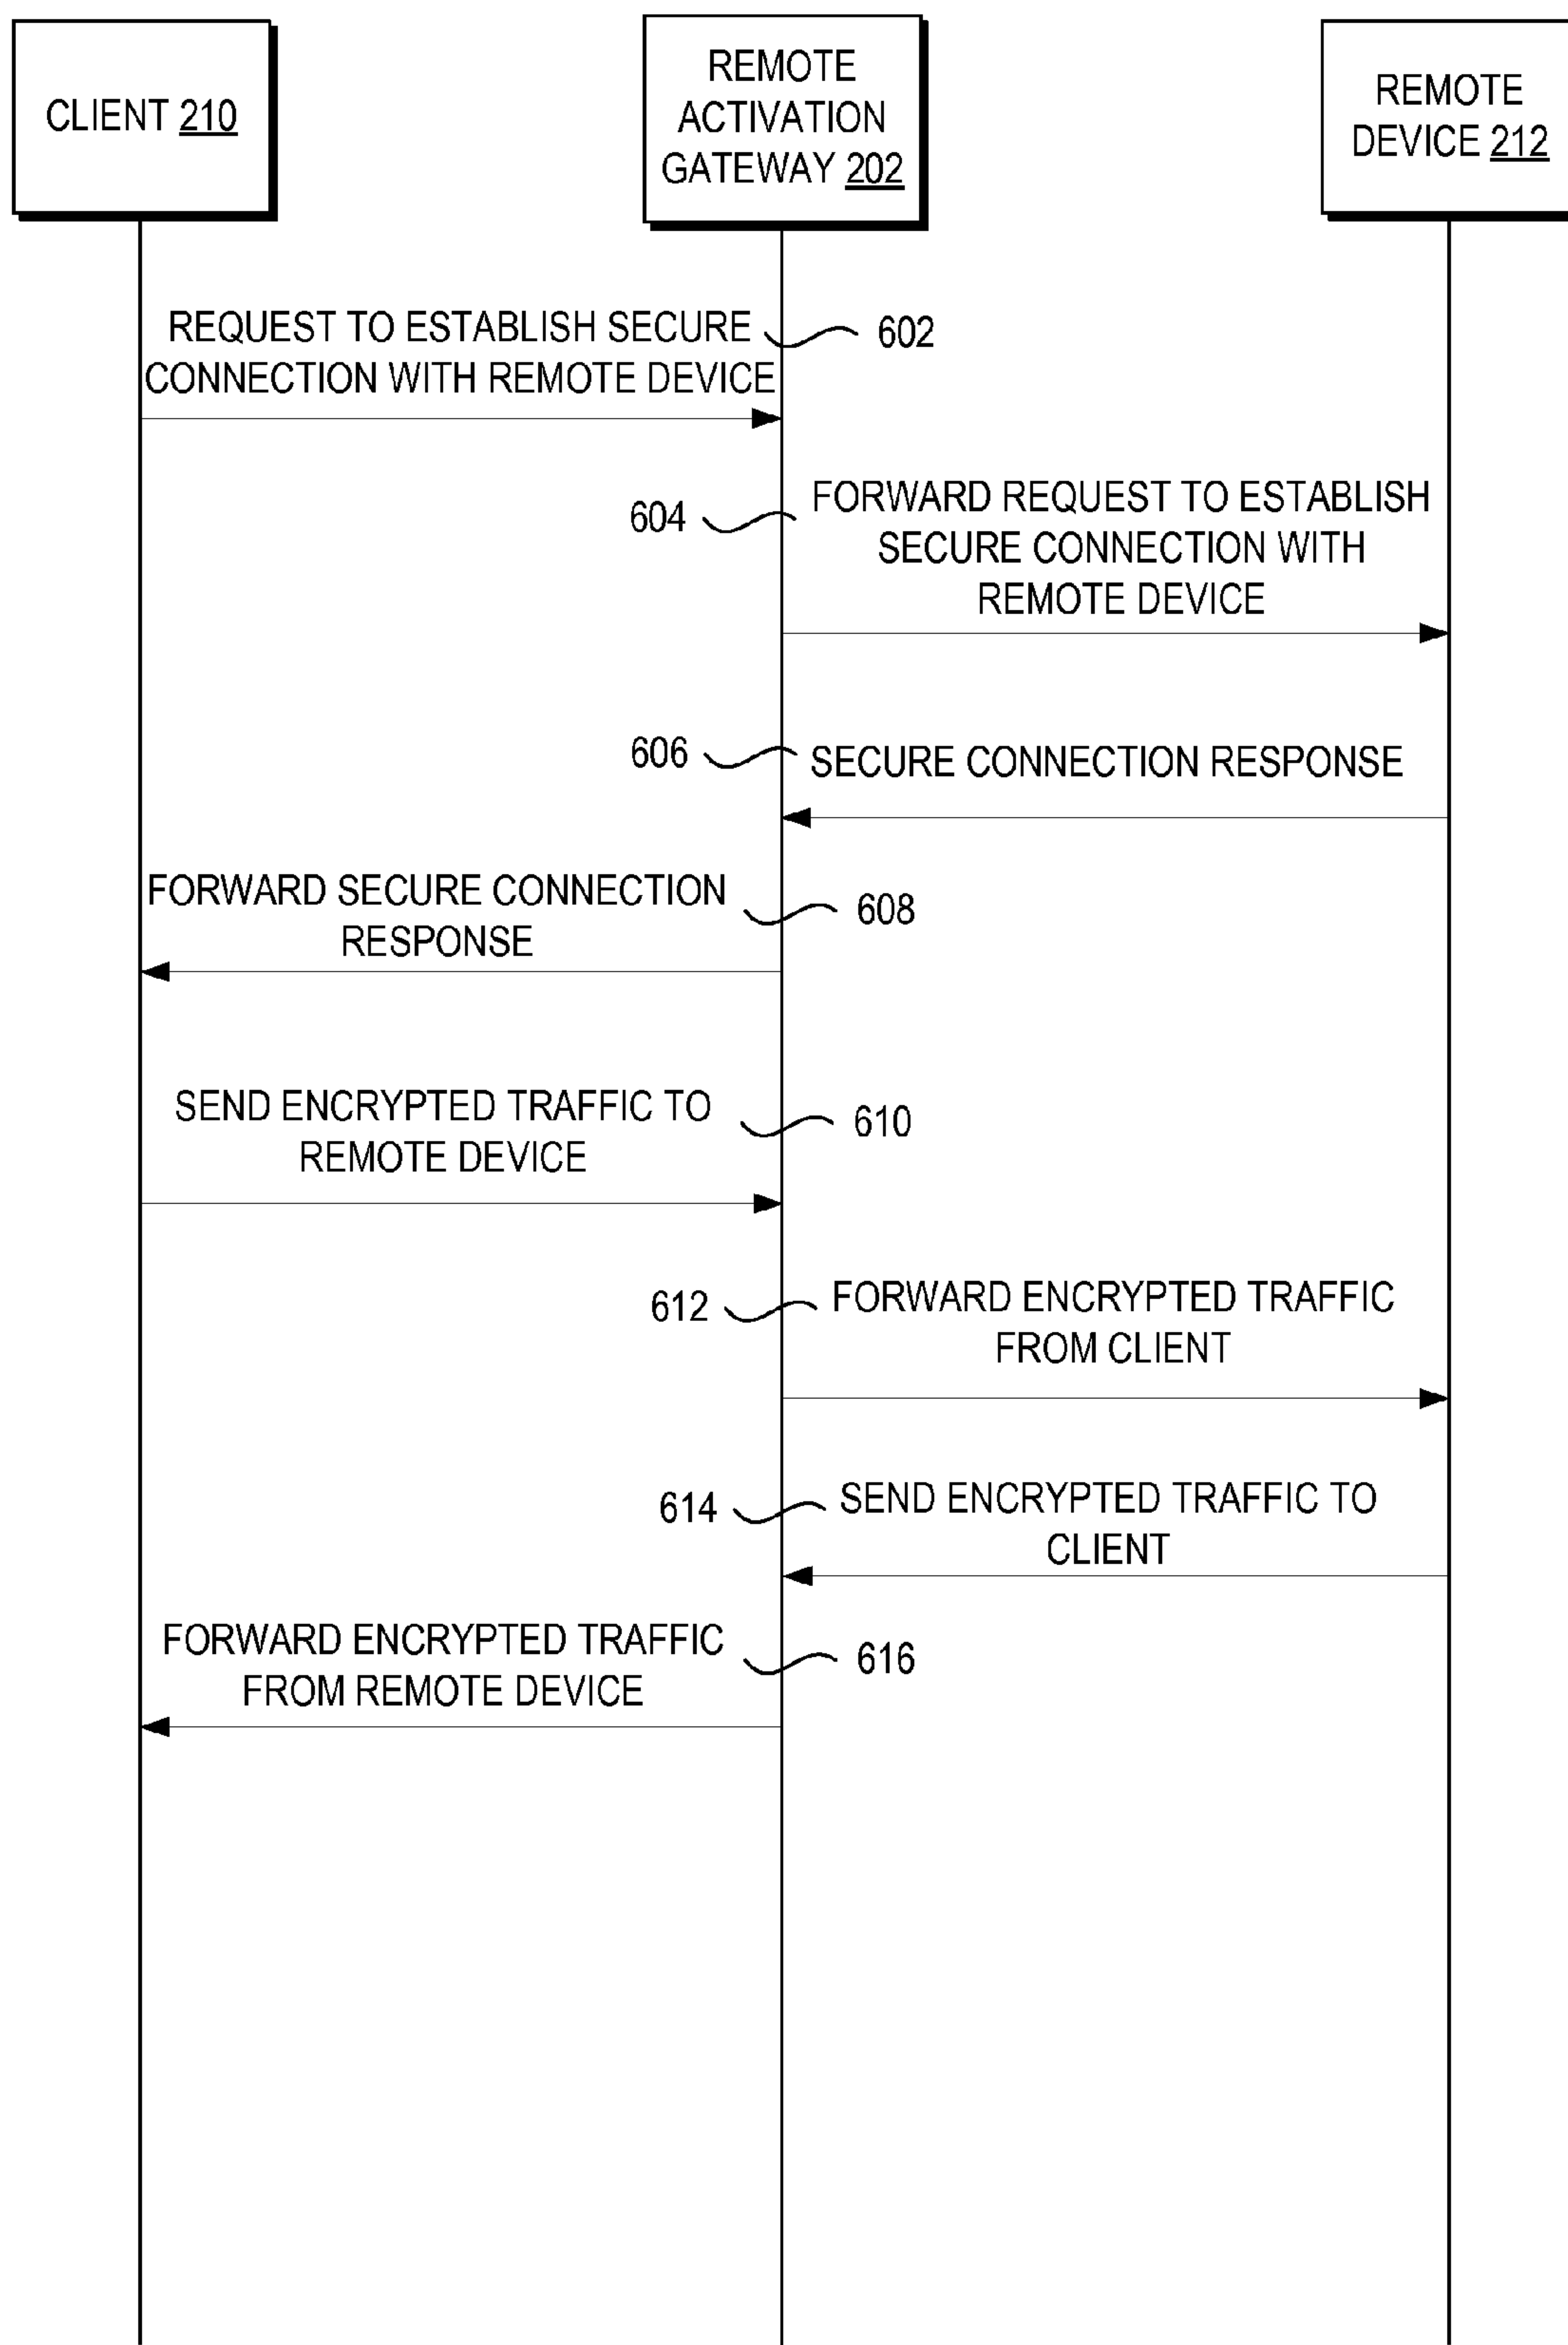 CLIENT 210
REMOTE
ACTIVATION
GATEWAY 202
REMOTE
DEVICE 212
REQUEST TO ESTABLISH SECURE
CONNECTION WITH REMOTE DEVICE
602
604
FORWARD REQUEST TO ESTABLISH
SECURE CONNECTION WITH
REMOTE DEVICE
606
SECURE CONNECTION RESPONSE
FORWARD SECURE CONNECTION
RESPONSE
608
SEND ENCRYPTED TRAFFIC TO
REMOTE DEVICE
610
612
FORWARD ENCRYPTED TRAFFIC
FROM CLIENT
614
SEND ENCRYPTED TRAFFIC TO
CLIENT
FORWARD ENCRYPTED TRAFFIC
FROM REMOTE DEVICE
616